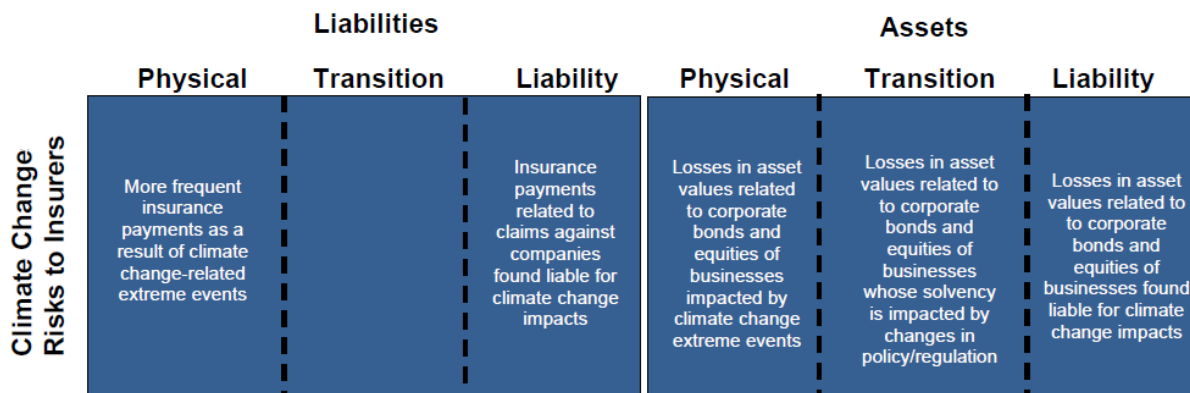 Liabilities
Assets
Physical
Transition
Liability
Physical
Transition
Liability
Climate Change
Risks to Insurers
More frequent
insurance
payments as a
result of climate
change-related
extreme events
Insurance
payments
related to
claims against
companies
found liable for
climate change
impacts
Losses in asset
values related
to corporate
bonds and
equities of
businesses
impacted by
climate change
extreme events
Losses in asset
values related to
to corporate
bonds and
equities of
businesses
whose solvency
is impacted by
changes in
policy/regulation
Losses in asset
values related to
to corporate
bonds and
equities of
businesses found
liable for climate
change impacts